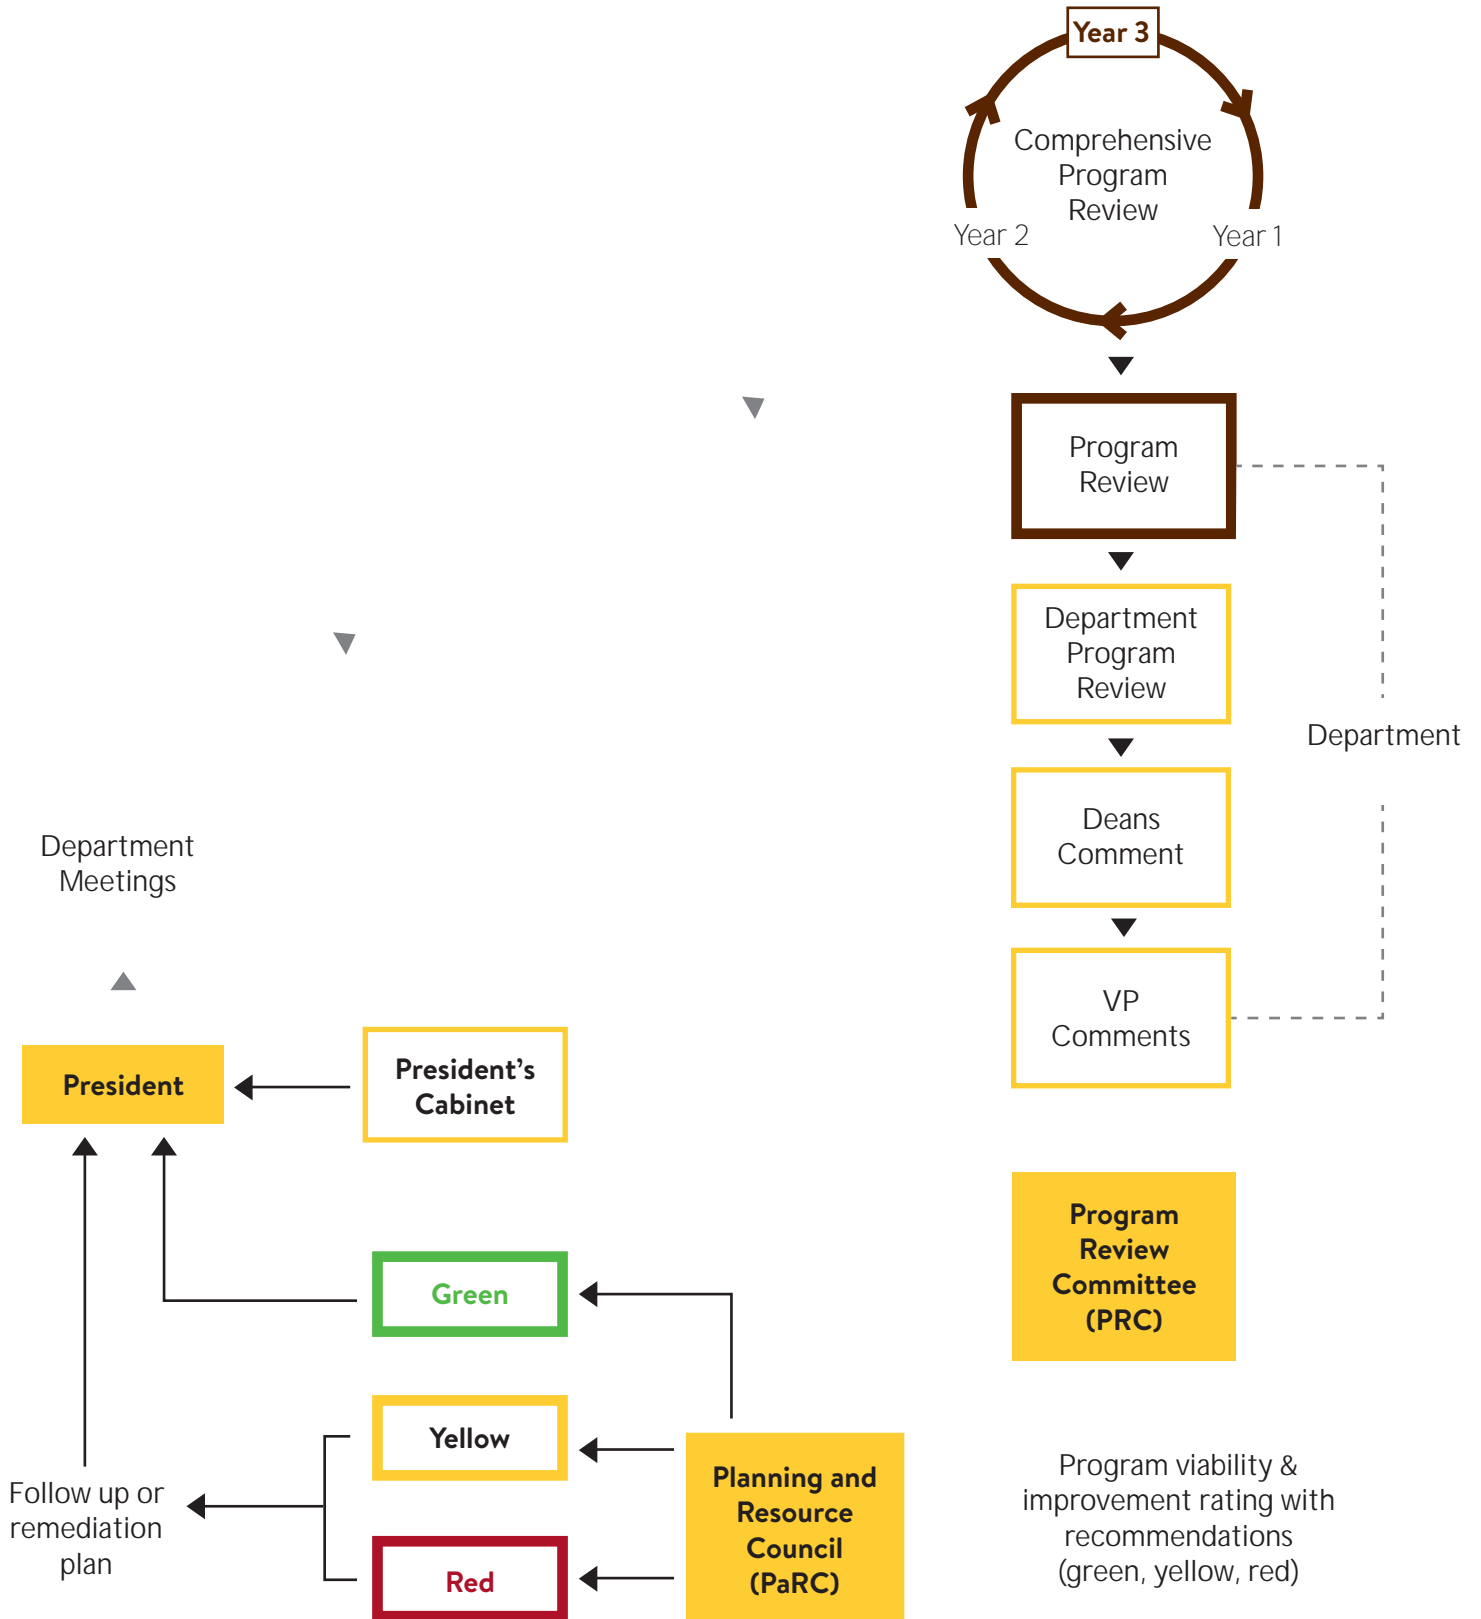 Year 3
Comprehensive
Program
Review
Year 2
Year 1
Program
Review
Department
Program
Review
Department
Deans
Comment
Department
Meetings
VP
Comments
President
President's
Cabinet
Program
Review
Committee
(PRC)
Green
Yellow
Planning and
Resource
Council
(PaRC)
Program viability &
improvement rating with
recommendations
(green, yellow, red)
Follow up or
remediation
plan
Red